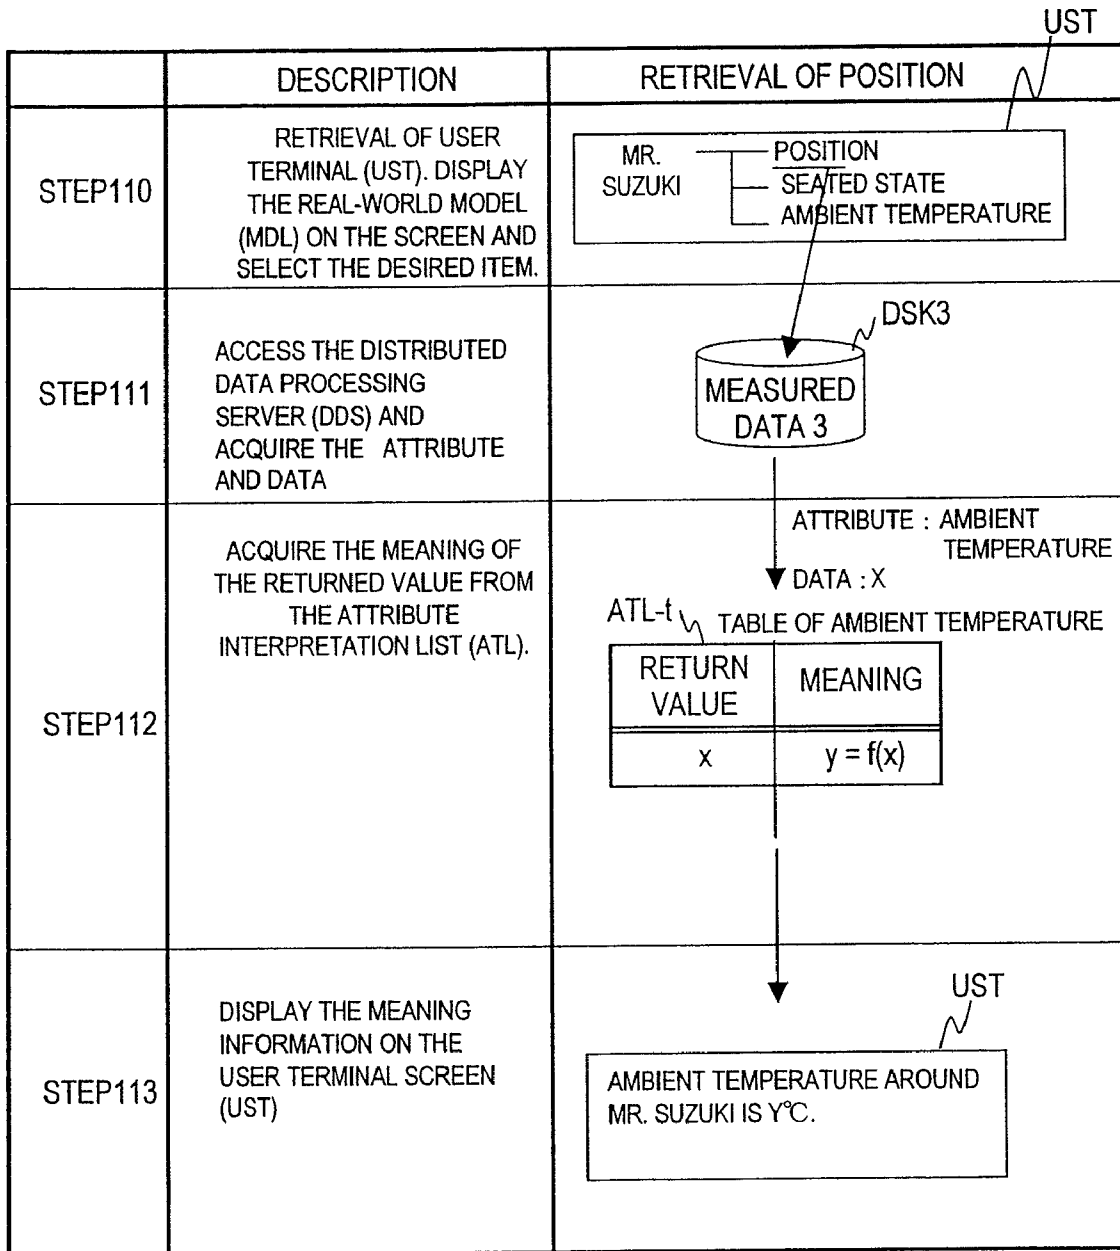 UST
DESCRIPTION
RETRIEVAL OF POSITION
STEP110
RETRIEVAL OF USER
TERMINAL (UST). DISPLAY
THE REAL-WORLD MODEL
(MDL) ON THE SCREEN AND
SELECT THE DESIRED ITEM.
MR.
SUZUKI
POSITION
SEATED STATE
AMBIENT TEMPERATURE
STEP111
ACCESS THE DISTRIBUTED
DATA PROCESSING
SERVER (DDS) AND
ACQUIRE THE ATTRIBUTE
AND DATA
DSK3
MEASURED
DATA 3
STEP112
ACQUIRE THE MEANING OF
THE RETURNED VALUE FROM
THE ATTRIBUTE
INTERPRETATION LIST (ATL).
ATTRIBUTE : AMBIENT
TEMPERATURE
DATA : X
ATL-t
TABLE OF AMBIENT TEMPERATURE
RETURN
VALUE
MEANING
x
y = f(x)
STEP113
DISPLAY THE MEANING
INFORMATION ON THE
USER TERMINAL SCREEN
(UST)
UST
AMBIENT TEMPERATURE AROUND
MR. SUZUKI IS Y℃.